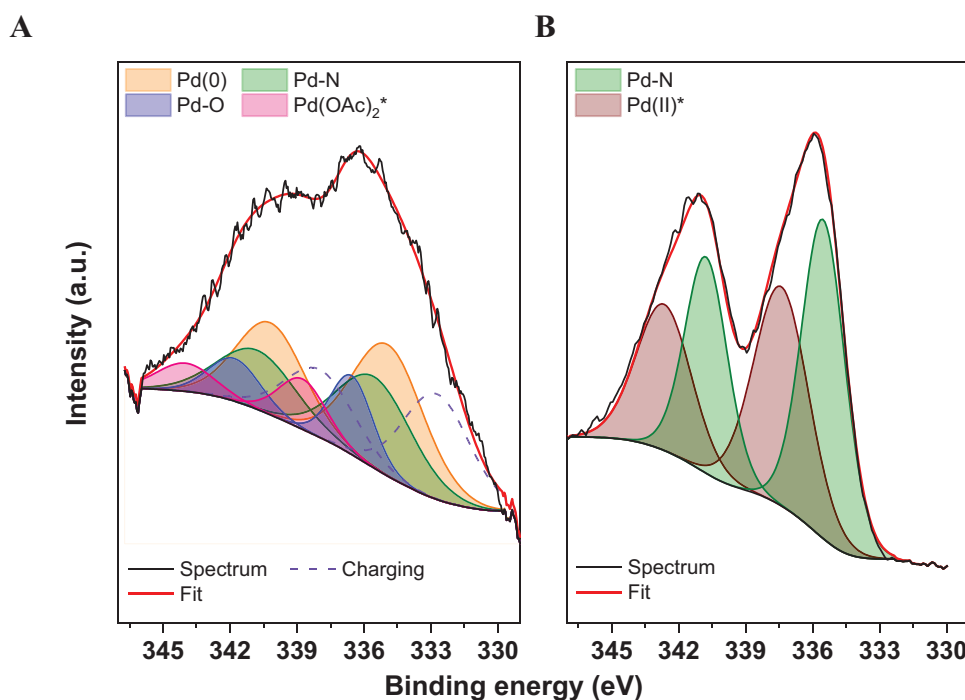 A
B
Pd(0) Pd-N
Pd-O Pd(OAc)2*
Pd-N
Pd(II)*
Intensity (a.u.)
Spectrum Charging
Fit
Spectrum
Fit
345 342 339 336 333 330
345 342 339 336 333 330
Binding energy (eV)